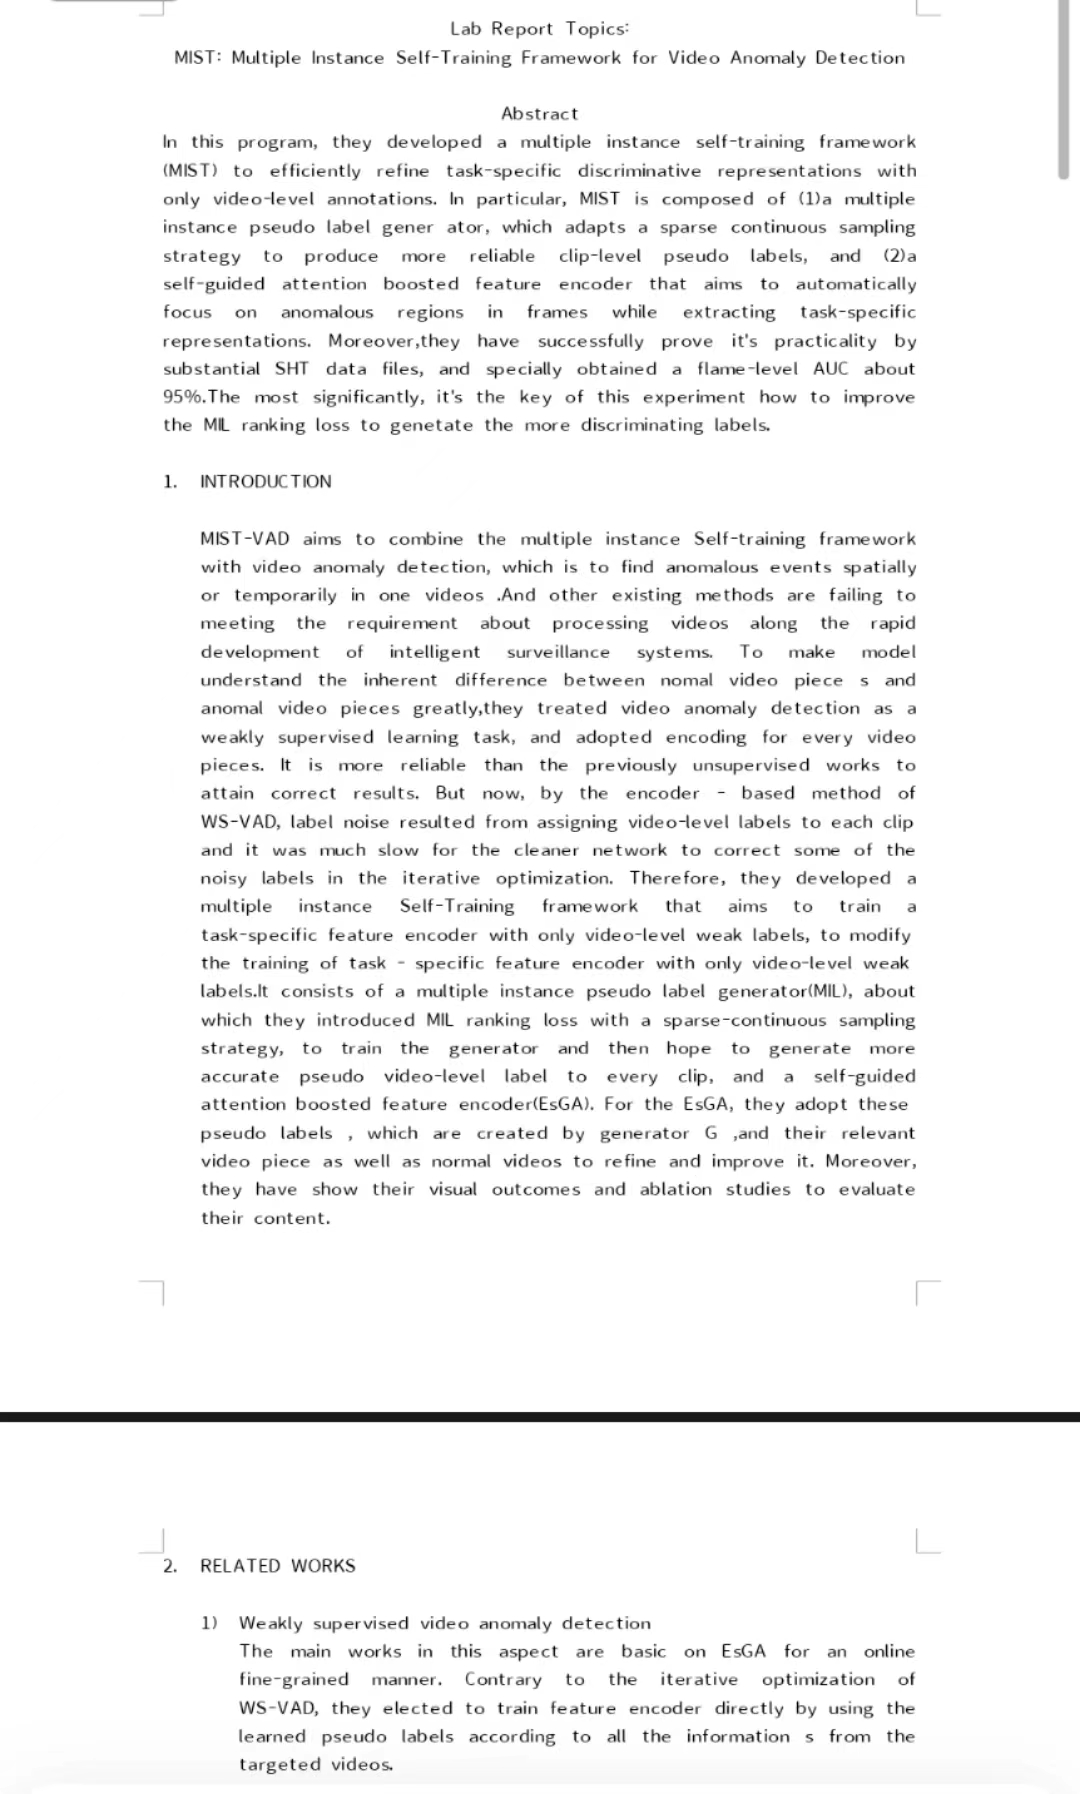 Lab Report Topics:
MIST: Multiple Instance Self-Training Framework for Video Anomaly Detection
Abstract
In this program, they developed a multiple instance self-training framework
(MIST) to efficiently refine task-specific discriminative representations with
only video-level annotations. In particular, MIST is composed of (1)a multiple
instance pseudo label gener ator, which adapts a sparse continuous sampling
strategy to produce more reliable clip-level pseudo labels, and (2)a
self-guided attention boosted feature encoder that aims to automatically
focus on anomalous regions in frames while extracting task-specific
representations. Moreover,they have successfully prove it's practicality by
substantial SHT data files, and specially obtained a flame-level AUC about
95%.The most significantly, it's the key of this experiment how to improve
the MIL ranking loss to genetate the more discriminating labels.
1. INTRODUCTION
MIST-VAD aims to combine the multiple instance Self-training framework
with video anomaly detection, which is to find anomalous events spatially
or temporarily in one videos .And other existing methods are failing to
meeting the requirement about processing videos along the rapid
development of intelligent surveillance systems. To make model
understand the inherent difference between nomal video piece s and
anomal video pieces greatly,they treated video anomaly detection as a
weakly supervised learning task, and adopted encoding for every video
pieces. It is more reliable than the previously unsupervised works to
attain correct results. But now, by the encoder - based method of
WS-VAD, label noise resulted from assigning video-level labels to each clip
and it was much slow for the cleaner network to correct some of the
noisy labels in the iterative optimization. Therefore, they developed a
multiple instance Self-Training framework that aims to train a
task-specific feature encoder with only video-level weak labels, to modify
the training of task - specific feature encoder with only video-level weak
labels.It consists of a multiple instance pseudo label generator(MIL), about
which they introduced MIL ranking loss with a sparse-continuous sampling
strategy, to train the generator and then hope to generate more
accurate pseudo video-level label to every clip, and a self-guided
attention boosted feature encoder(EsGA). For the EsGA, they adopt these
pseudo labels , which are created by generator G ,and their relevant
video piece as well as normal videos to refine and improve it. Moreover,
they have show their visual outcomes and ablation studies to evaluate
their content.
2. RELATED WORKS
1) Weakly supervised video anomaly detection
The main works in this aspect are basic on EsGA for an online
fine-grained manner. Contrary to the iterative optimization of
WS-VAD, they elected to train feature encoder directly by using the
learned pseudo labels according to all the information s from the
targeted videos.